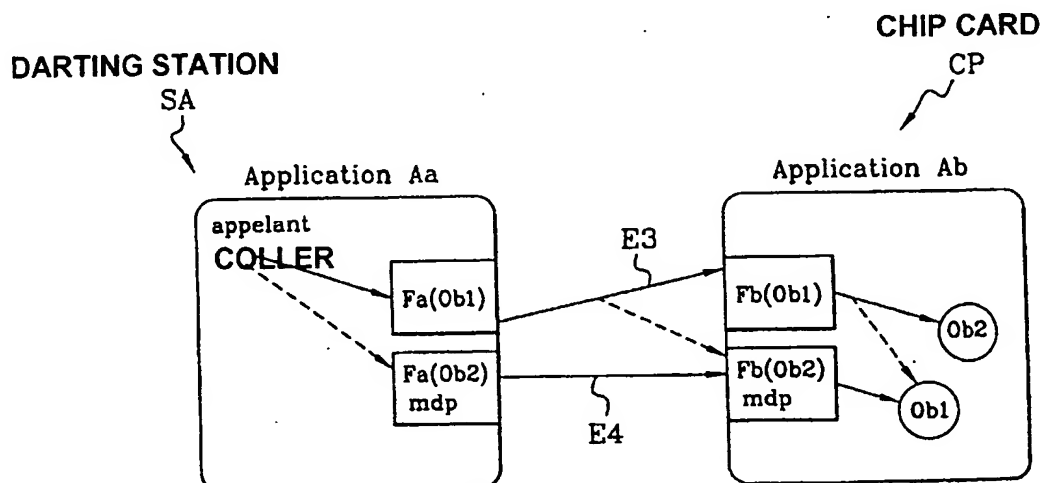 CHIP CARD
CP
DARTING STATION
SA
Application Aa
Application Ab
appelant
COLLER
Fa(Ob1)
Fa(Ob2)
mdp
E3
E4
Fb(Ob1)
Fb(Ob2)
mdp
Ob2
Ob1